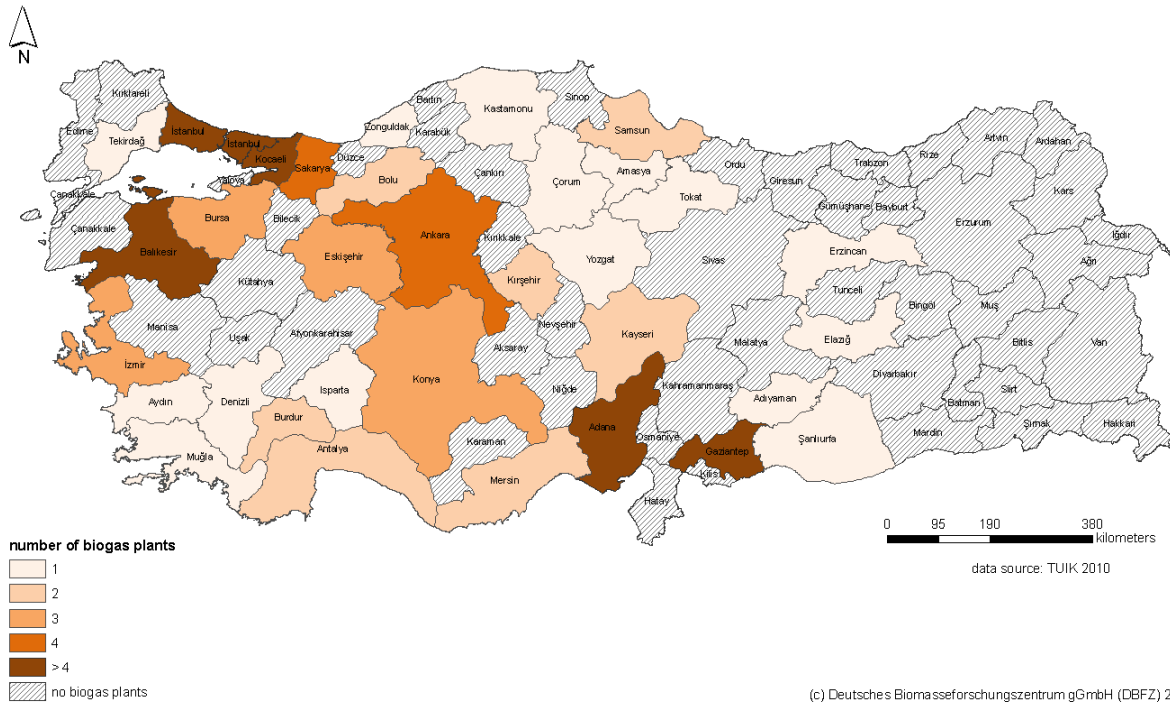 N
Kırklareli
Edirne
Tekirdağ
İstanbul
İstanbul
Kocaeli
Yalova
Sakarya
Düzce
Zonguldak
Bartın
Karabük
Kastamonu
Sinop
Samsun
Ordu
Giresun
Trabzon
Rize
Artvin
Ardahan
Kars
Çanakkale
Çanakkale
Balıkesir
Bursa
Bilecik
Bolu
Çankırı
Çorum
Amasya
Tokat
Gümüşhane
Bayburt
Erzurum
Iğdır
Ağrı
Eskişehir
Ankara
Kırıkkale
Yozgat
Sivas
Erzincan
Tunceli
Bingöl
Muş
Kütahya
Manisa
Uşak
Afyonkarahisar
Kırşehir
Nevşehir
Kayseri
Malatya
Elazığ
Bitlis
Van
İzmir
Aydın
Denizli
Isparta
Konya
Aksaray
Niğde
Kahramanmaraş
Diyarbakır
Batman
Siirt
Burdur
Muğla
Antalya
Karaman
Mersin
Adana
Osmaniye
Gaziantep
Kilis
Adıyaman
Şanlıurfa
Mardin
Şırnak
Hakkari
Hatay
0 95 190 380
kilometers
data source: TUIK 2010
number of biogas plants
1
2
3
4
> 4
no biogas plants
(c) Deutsches Biomasseforschungszentrum gGmbH (DBFZ) 2